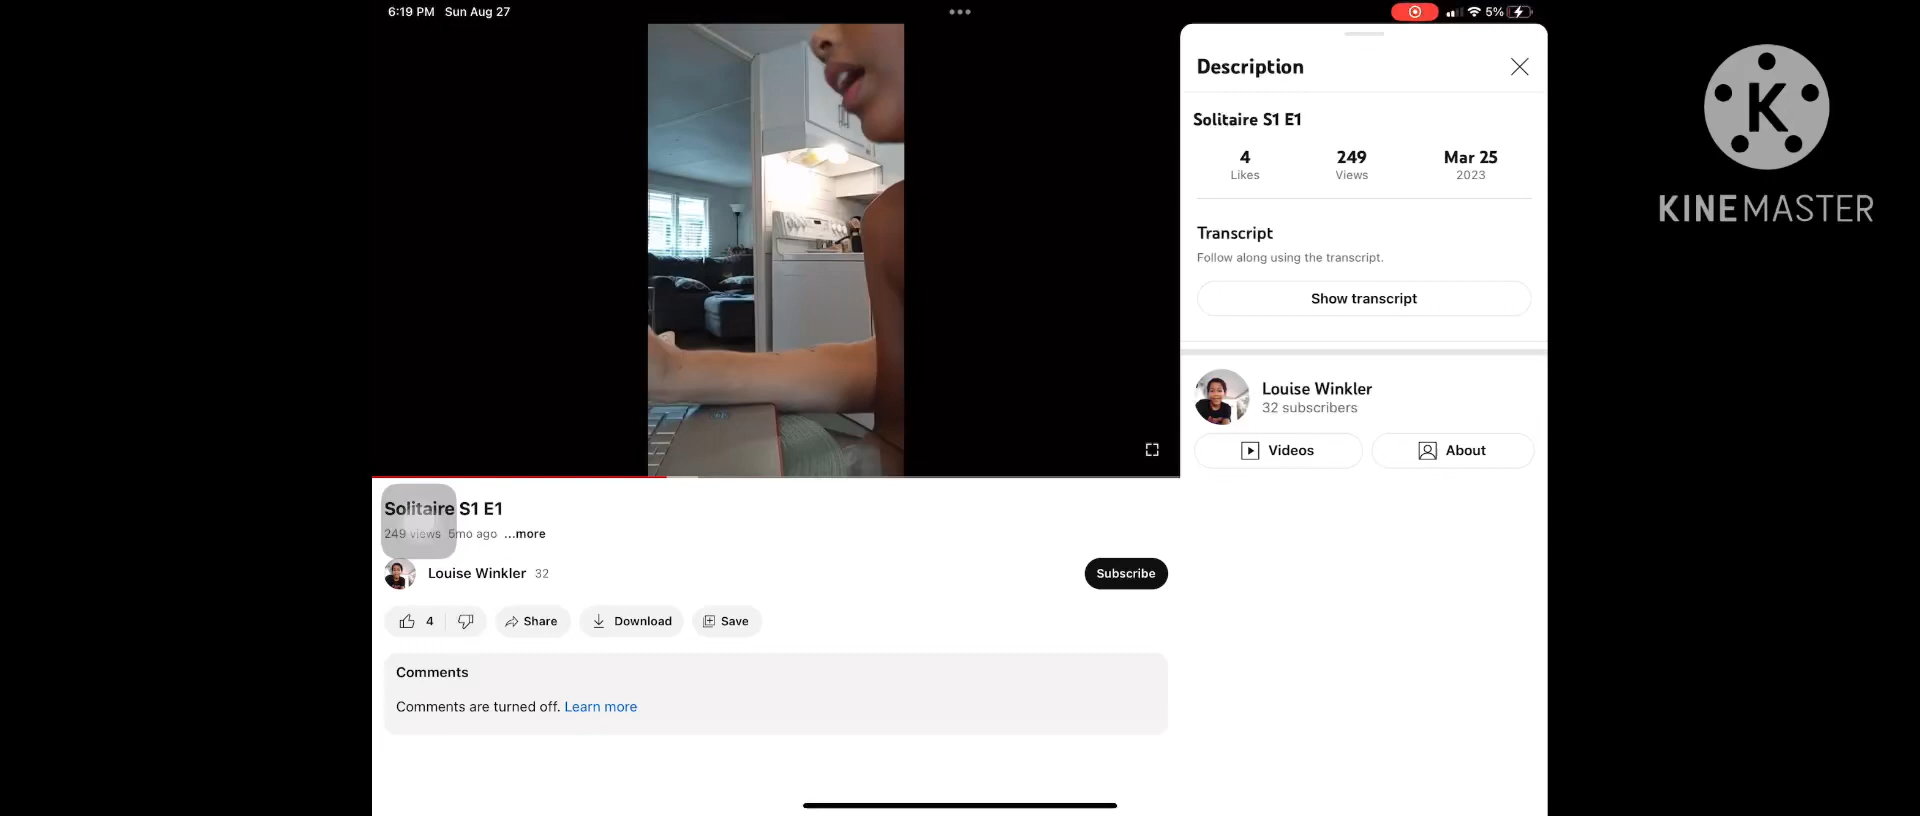 6:19 PM Sun Aug 27
5%
Description
Solitaire S1 E1
4 249 Mar 25
Likes Views 2023
Transcript
Follow along using the transcript.
Show transcript
Louise Winkler
32 subscribers
Videos About
Solitaire S1 E1
249 views 5mo ago ...more
Louise Winkler 32
Subscribe
4 Share Download Save
Comments
Comments are turned off. Learn more
K
KINEMASTER